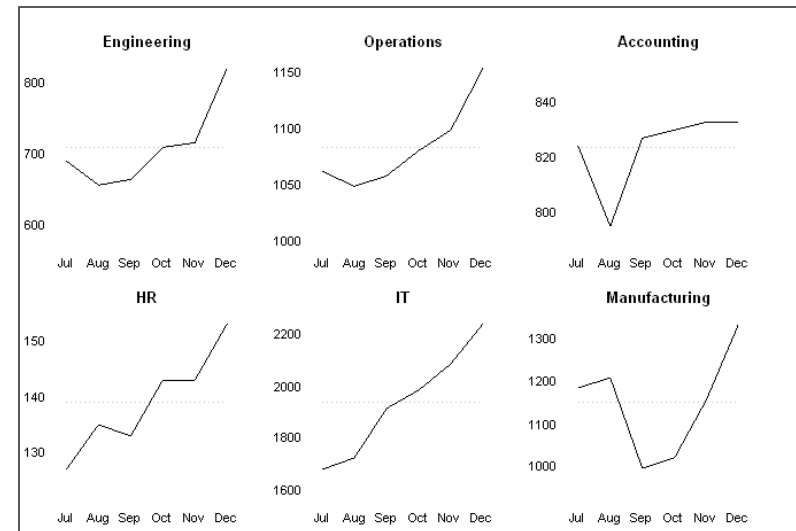 Engineering
800
700
600
Jul Aug Sep Oct Nov Dec
Operations
1150
1100
1050
1000
Jul Aug Sep Oct Nov Dec
Accounting
840
820
800
Jul Aug Sep Oct Nov Dec
HR
150
140
130
Jul Aug Sep Oct Nov Dec
IT
2200
2000
1800
1600
Jul Aug Sep Oct Nov Dec
Manufacturing
1300
1200
1100
1000
Jul Aug Sep Oct Nov Dec